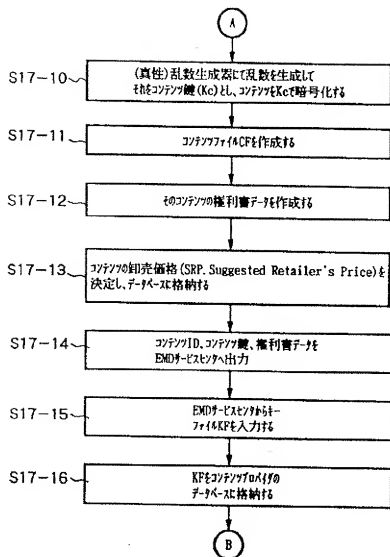 A
S17-10
(真性)乱数生成器にて乱数を生成して
それをコンテンツ鍵(Kc)とし、コンテンツをKcで暗号化する
S17-11
コンテンツファイルCFを作成する
S17-12
そのコンテンツの権利書データを作成する
S17-13
コンテンツの卸売価格(SRP.Suggested Retailer's Price)を
決定し、データベースに格納する
S17-14
コンテンツID、コンテンツ鍵、権利書データを
EMDサービスセンタへ出力
S17-15
EMDサービスセンタからキー
ファイルKFを入力する
S17-16
KFをコンテンツプロバイダの
データベースに格納する
B